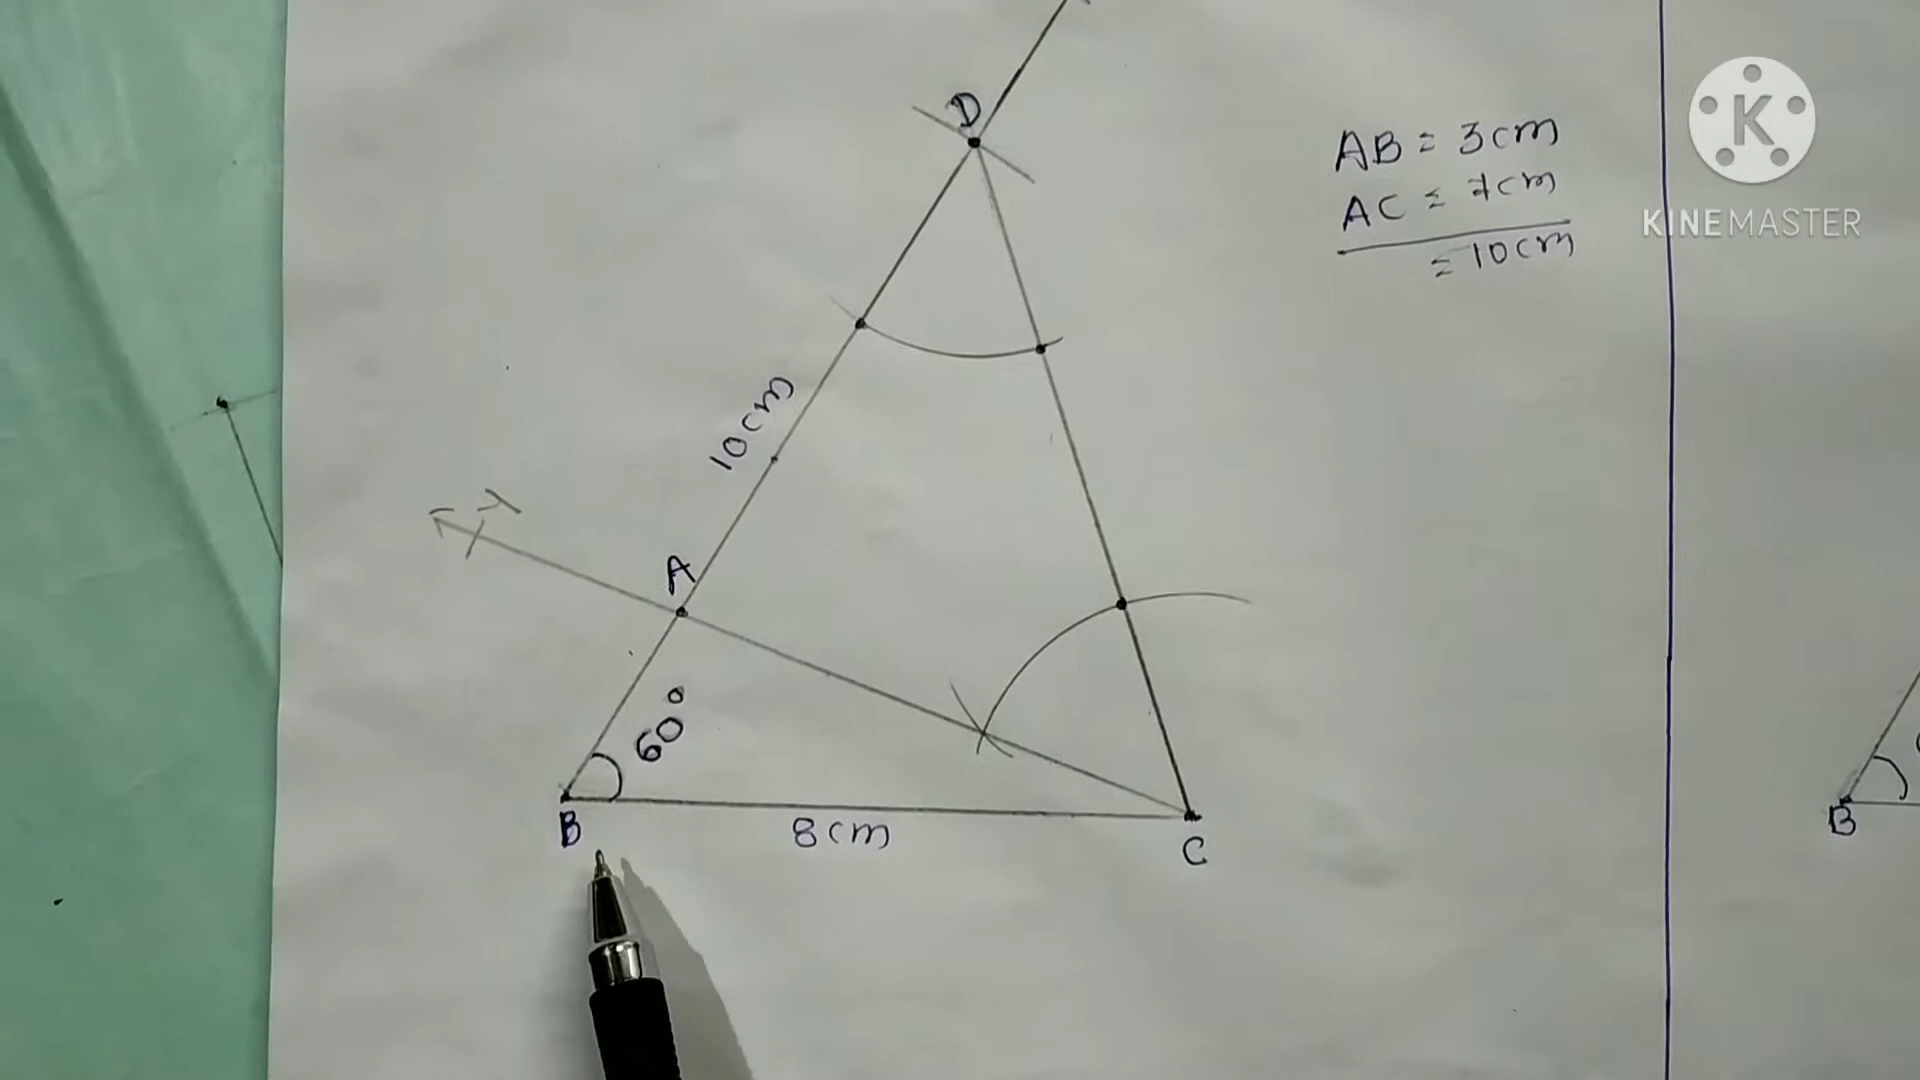 D
AB = 3cm
AC = 7cm
= 10cm
K
KINEMASTER
10cm
Y
A
60°
B
8cm
C
B